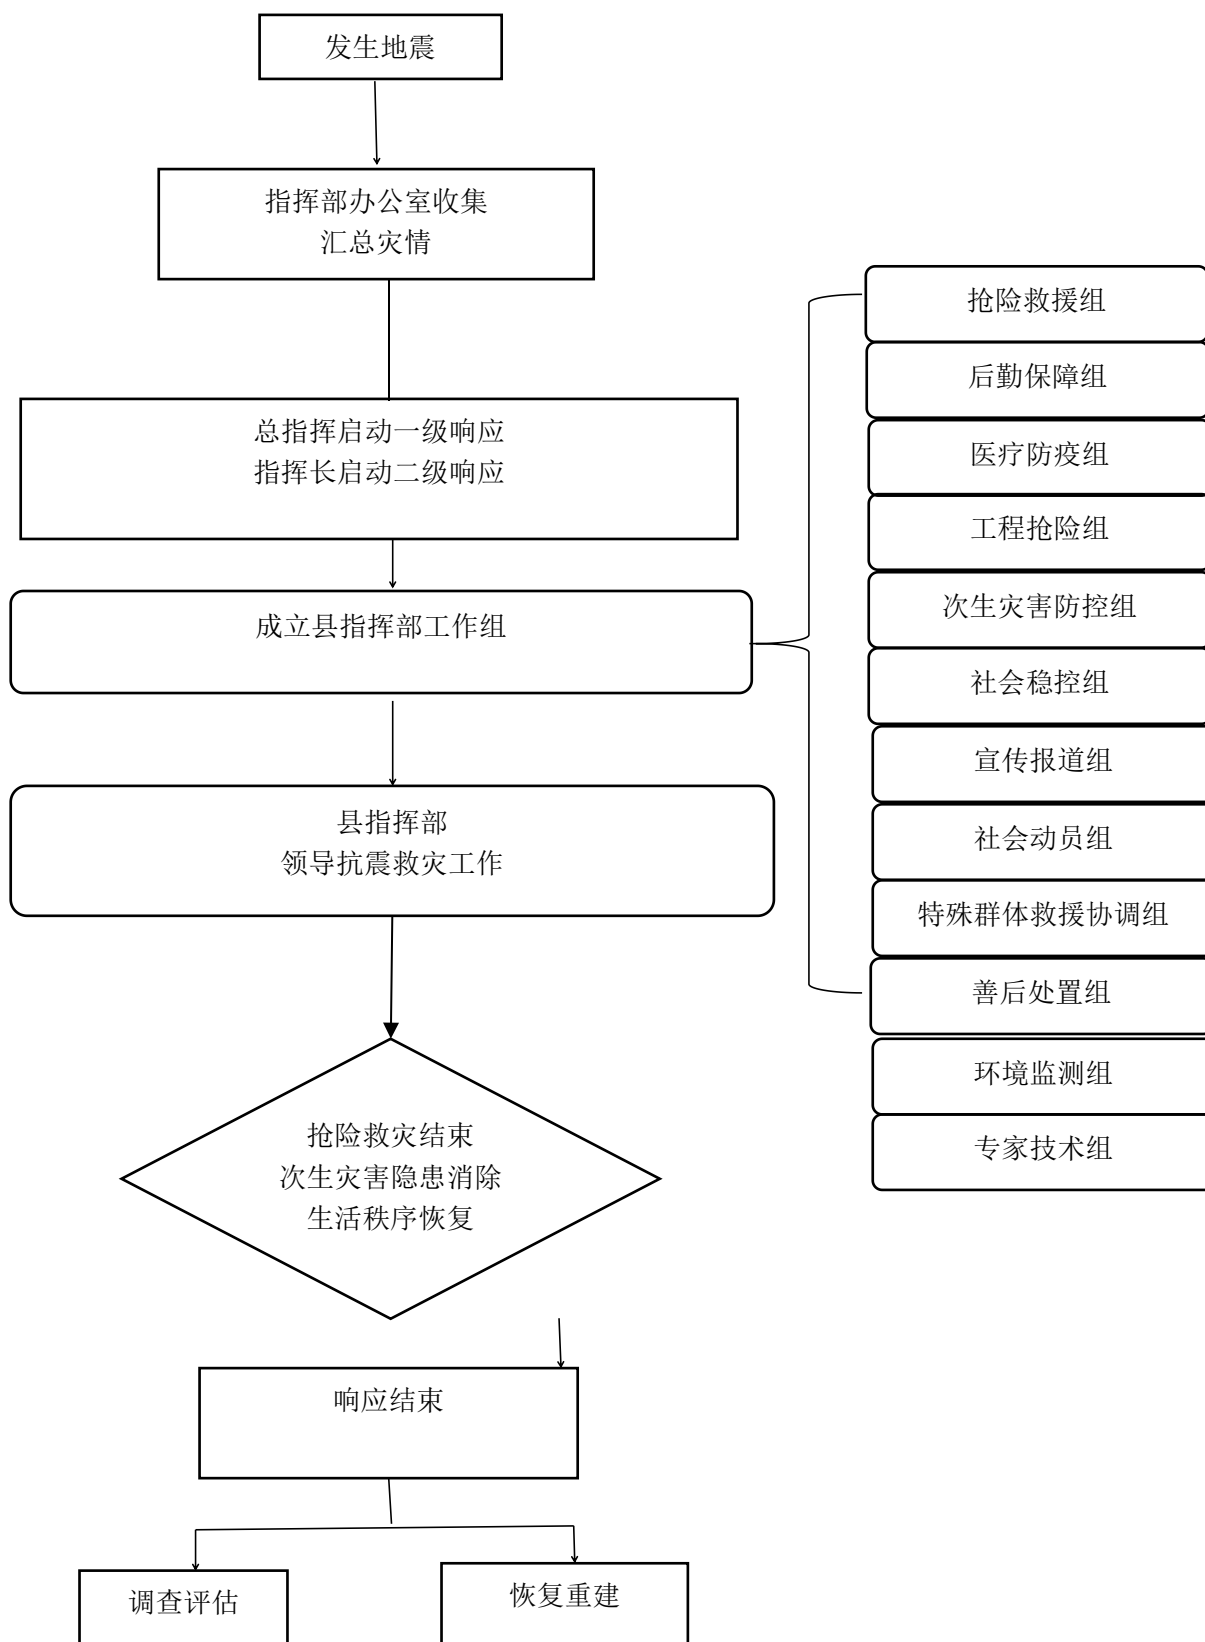 发生地震
指挥部办公室收集
汇总灾情
总指挥启动一级响应
指挥长启动二级响应
成立县指挥部工作组
县指挥部
领导抗震救灾工作
抢险救灾结束
次生灾害隐患消除
生活秩序恢复
响应结束
调查评估
恢复重建
抢险救援组
后勤保障组
医疗防疫组
工程抢险组
次生灾害防控组
社会稳控组
宣传报道组
社会动员组
特殊群体救援协调组
善后处置组
环境监测组
专家技术组